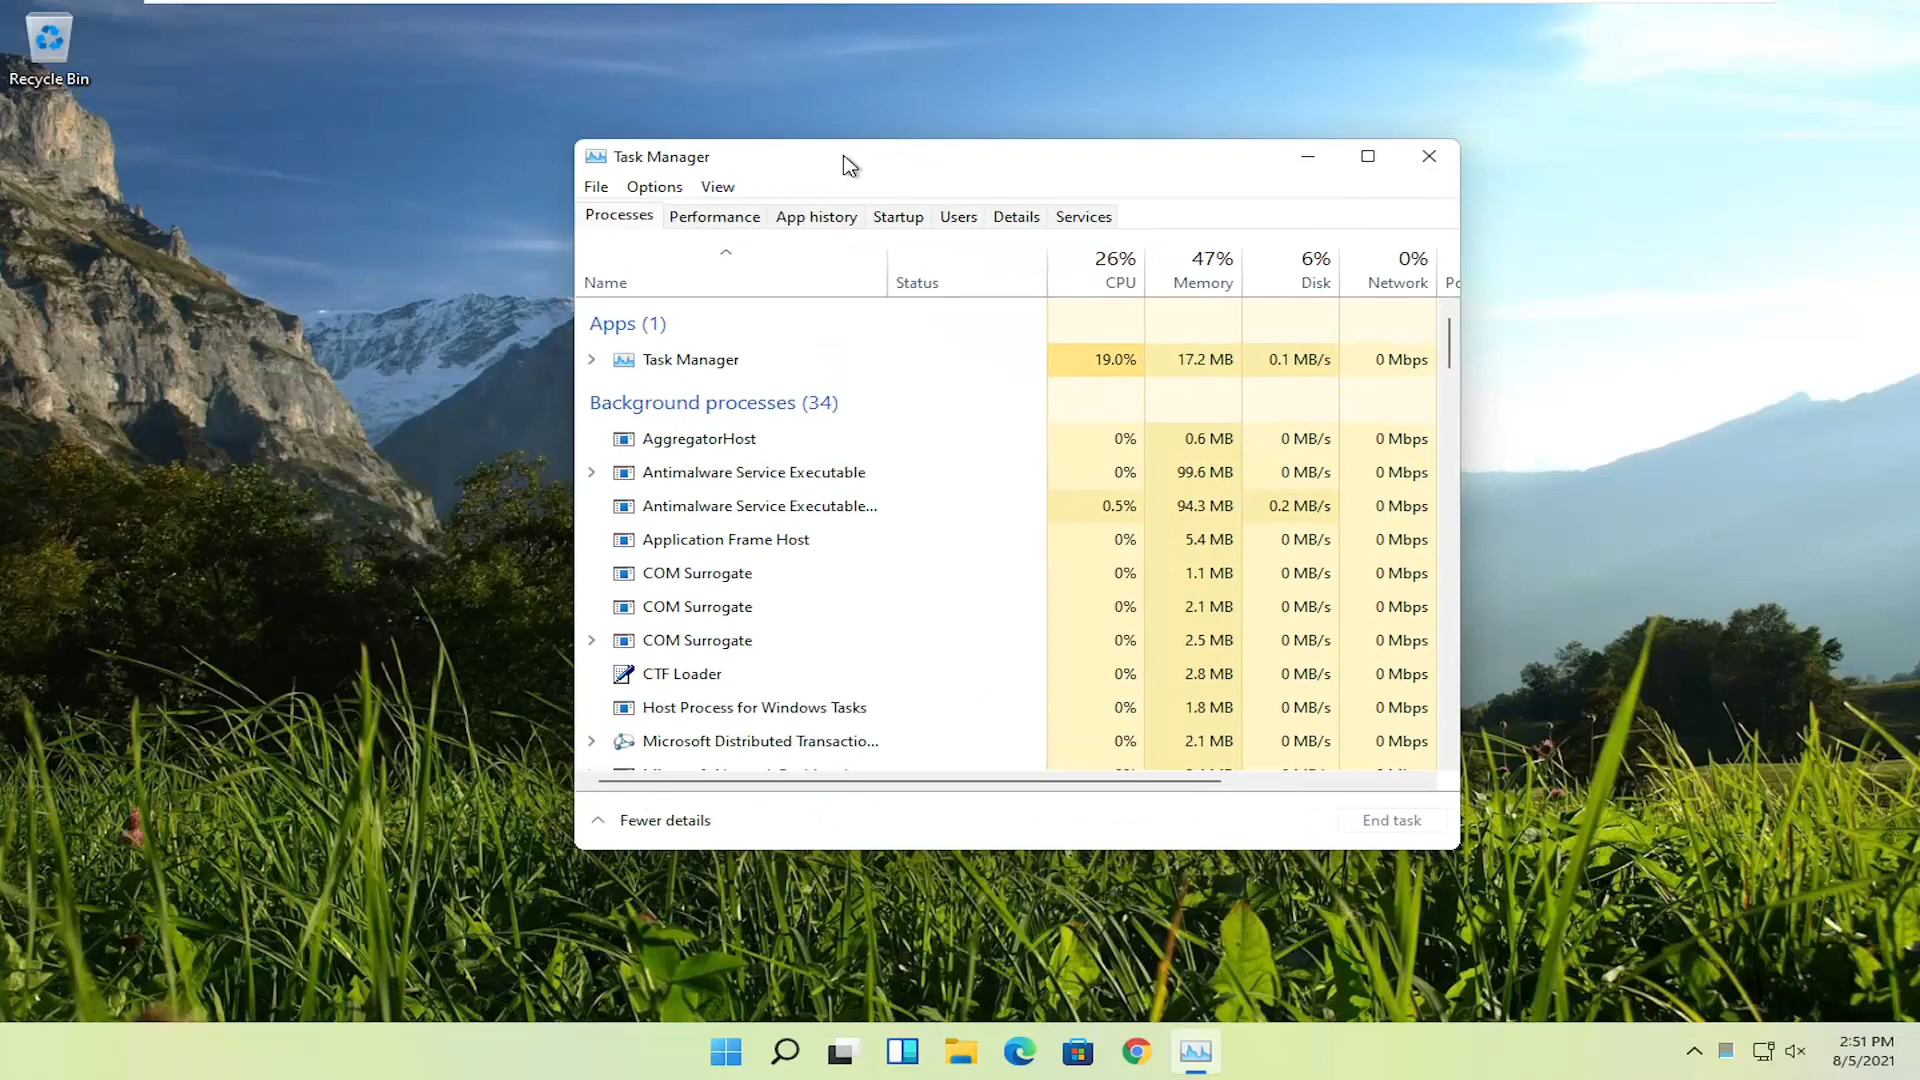 Recycle Bin
Task Manager
File Options View
Processes Performance App history Startup Users Details Services
26% 47% 6% 0%
Name Status CPU Memory Disk Network Po
Apps (1)
Task Manager 19.0% 17.2 MB 0.1 MB/s 0 Mbps
Background processes (34)
AggregatorHost 0% 0.6 MB 0 MB/s 0 Mbps
Antimalware Service Executable 0% 99.6 MB 0 MB/s 0 Mbps
Antimalware Service Executable... 0.5% 94.3 MB 0.2 MB/s 0 Mbps
Application Frame Host 0% 5.4 MB 0 MB/s 0 Mbps
COM Surrogate 0% 1.1 MB 0 MB/s 0 Mbps
COM Surrogate 0% 2.1 MB 0 MB/s 0 Mbps
COM Surrogate 0% 2.5 MB 0 MB/s 0 Mbps
CTF Loader 0% 2.8 MB 0 MB/s 0 Mbps
Host Process for Windows Tasks 0% 1.8 MB 0 MB/s 0 Mbps
Microsoft Distributed Transactio... 0% 2.1 MB 0 MB/s 0 Mbps
Fewer details End task
2:51 PM
8/5/2021